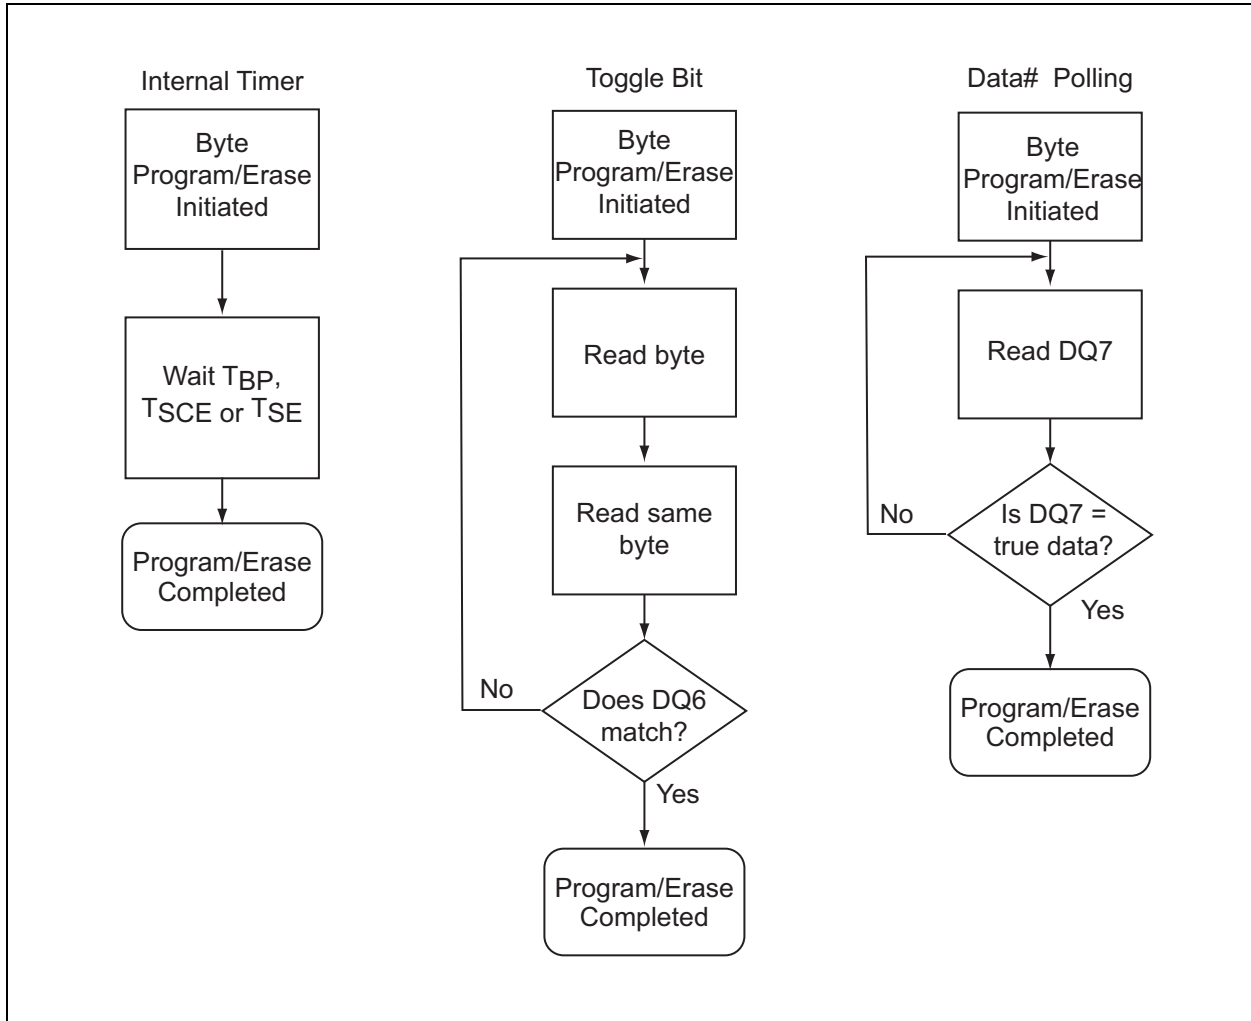 Internal Timer
Byte
Program/Erase
Initiated
Wait TBP,
TSCE or TSE
Program/Erase
Completed
Toggle Bit
Byte
Program/Erase
Initiated
Read byte
Read same
byte
Does DQ6
match?
No
Yes
Program/Erase
Completed
Data# Polling
Byte
Program/Erase
Initiated
Read DQ7
Is DQ7 =
true data?
No
Yes
Program/Erase
Completed